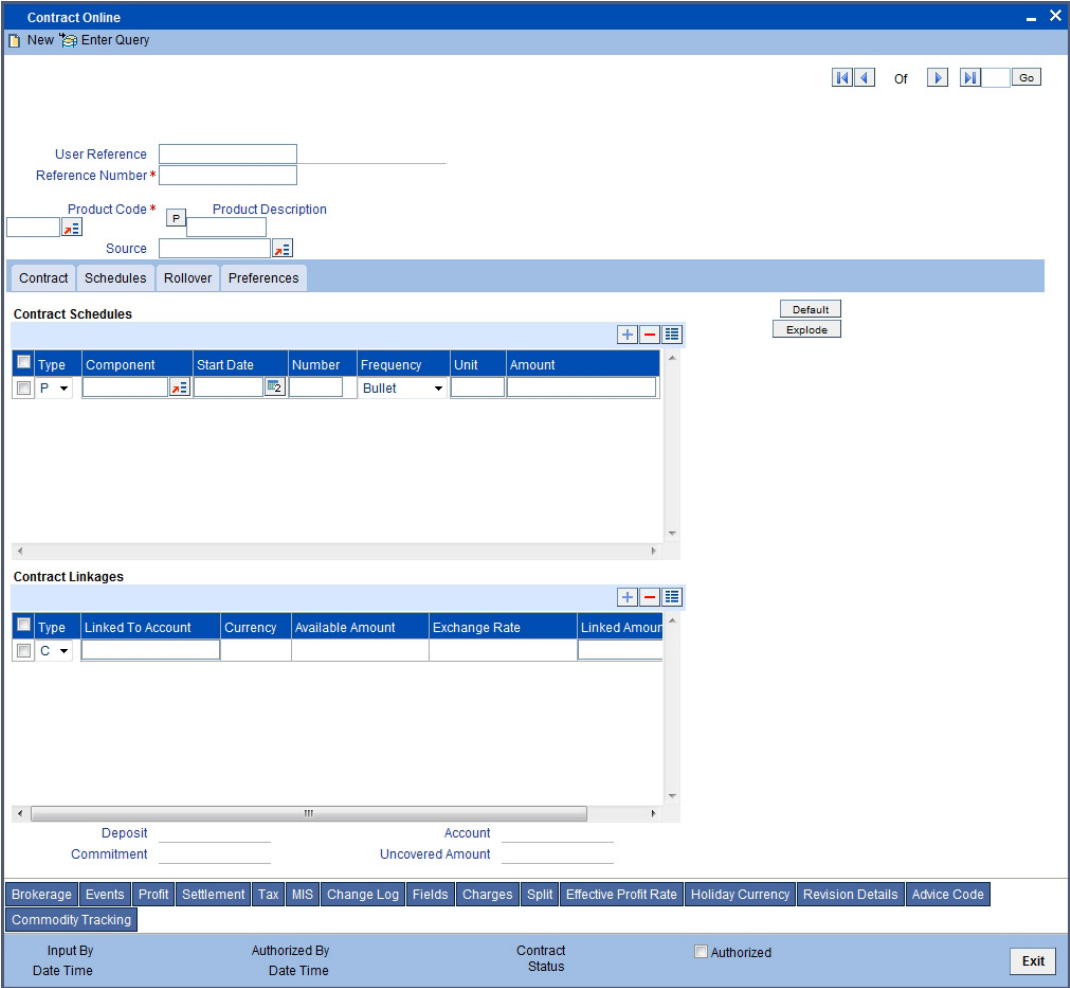 Contract Online
New Enter Query
Of Go
User Reference
Reference Number *
Product Code * P Product Description
Source
Contract Schedules Rollover Preferences
Contract Schedules
Default
Explode
Type Component Start Date Number Frequency Unit Amount
P Bullet
Contract Linkages
Type Linked To Account Currency Available Amount Exchange Rate Linked Amoun
C
Deposit Account
Commitment Uncovered Amount
Brokerage Events Profit Settlement Tax MIS Change Log Fields Charges Split Effective Profit Rate Holiday Currency Revision Details Advice Code
Commodity Tracking
Input By Authorized By Contract Authorized
Date Time Date Time Status Exit